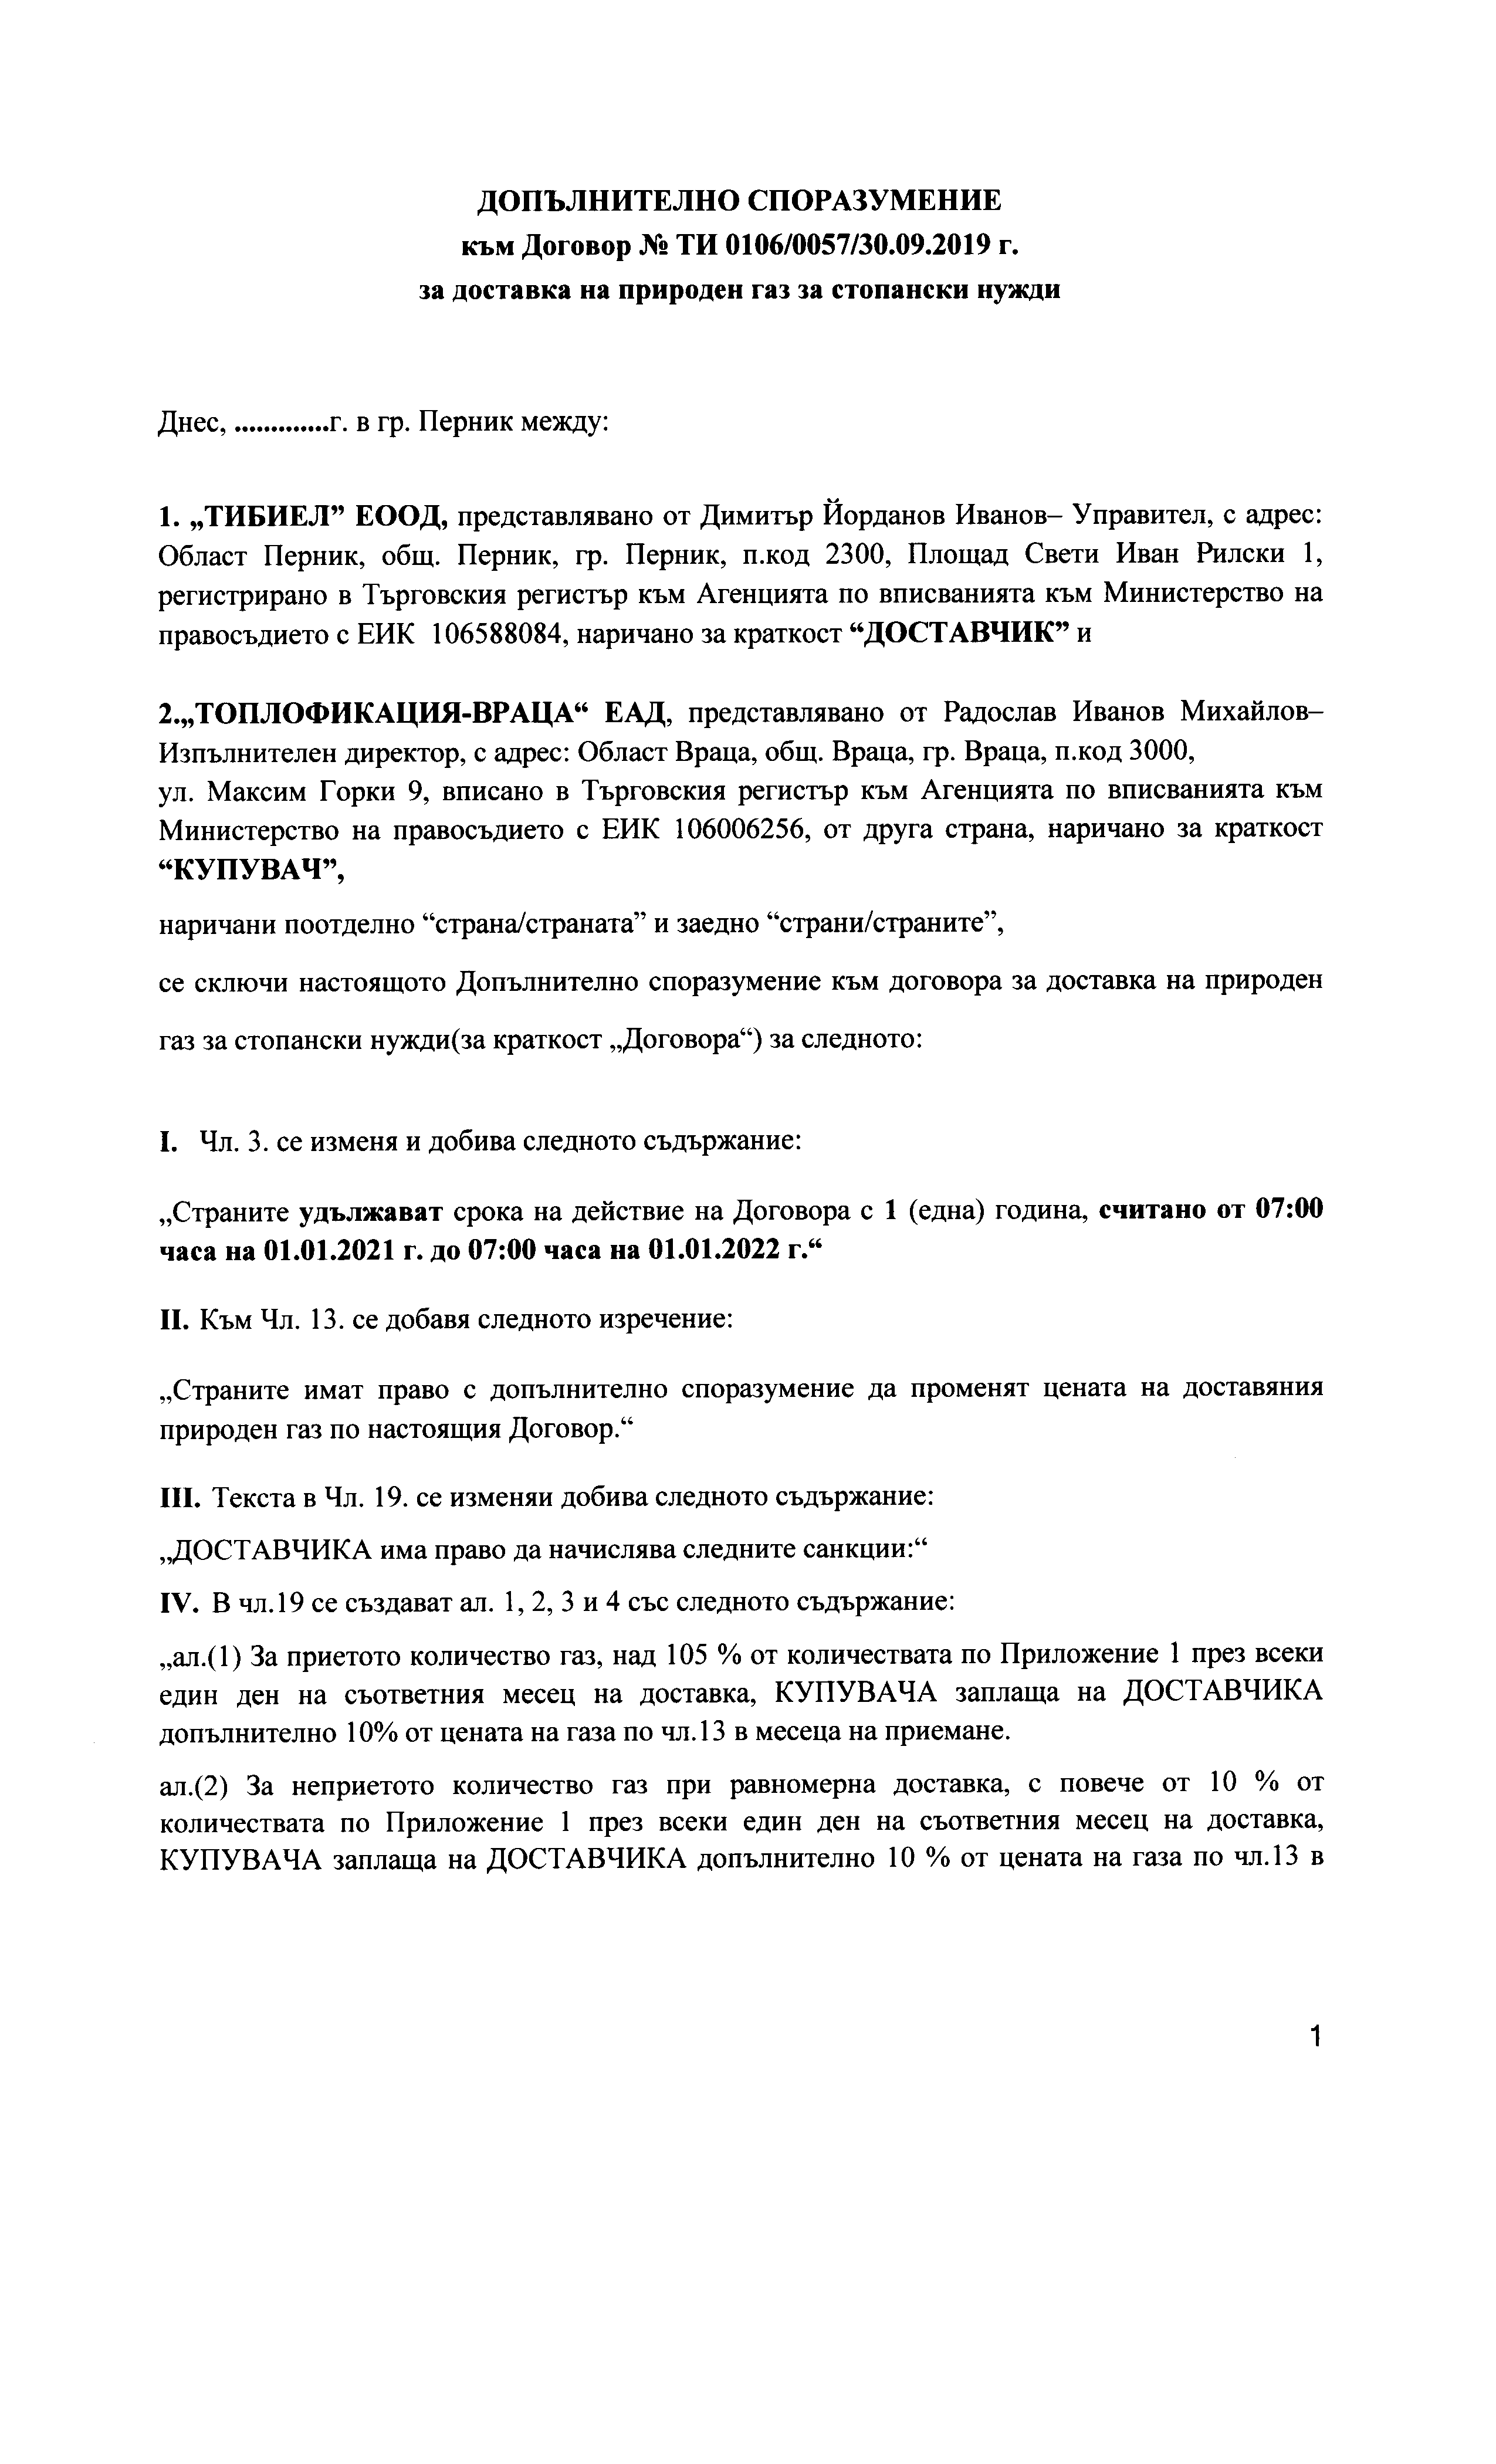 ДОПЪЛНИТЕЛНО СПОРАЗУМЕНИЕ
към Договор № ТИ 0106/0057/30.09.2019 г.
за доставка на природен газ за стопански нужди
Днес, .............г. в гр. Перник между:
1. „ТИБИЕЛ” ЕООД, представлявано от Димитър Йорданов Иванов– Управител, с адрес:
Област Перник, общ. Перник, гр. Перник, п.код 2300, Площад Свети Иван Рилски 1,
регистрирано в Търговския регистър към Агенцията по вписванията към Министерство на
правосъдието с ЕИК 106588084, наричано за краткост “ДОСТАВЧИК” и
2.„ТОПЛОФИКАЦИЯ-ВРАЦА“ ЕАД, представлявано от Радослав Иванов Михайлов–
Изпълнителен директор, с адрес: Област Враца, общ. Враца, гр. Враца, п.код 3000,
ул. Максим Горки 9, вписано в Търговския регистър към Агенцията по вписванията към
Министерство на правосъдието с ЕИК 106006256, от друга страна, наричано за краткост
“КУПУВАЧ”,
наричани поотделно “страна/страната” и заедно “страни/страните”,
се сключи настоящото Допълнително споразумение към договора за доставка на природен
газ за стопански нужди(за краткост „Договора“) за следното:
I. Чл. 3. се изменя и добива следното съдържание:
„Страните удължават срока на действие на Договора с 1 (една) година, считано от 07:00
часа на 01.01.2021 г. до 07:00 часа на 01.01.2022 г.“
II. Към Чл. 13. се добавя следното изречение:
„Страните имат право с допълнително споразумение да променят цената на доставяния
природен газ по настоящия Договор.“
III. Текста в Чл. 19. се изменяи добива следното съдържание:
„ДОСТАВЧИКА има право да начислява следните санкции:“
IV. В чл.19 се създават ал. 1, 2, 3 и 4 със следното съдържание:
„ал.(1) За приетото количество газ, над 105 % от количествата по Приложение 1 през всеки
един ден на съответния месец на доставка, КУПУВАЧА заплаща на ДОСТАВЧИКА
допълнително 10% от цената на газа по чл.13 в месеца на приемане.
ал.(2) За неприетото количество газ при равномерна доставка, с повече от 10 % от
количествата по Приложение 1 през всеки един ден на съответния месец на доставка,
КУПУВАЧА заплаща на ДОСТАВЧИКА допълнително 10 % от цената на газа по чл.13 в
1